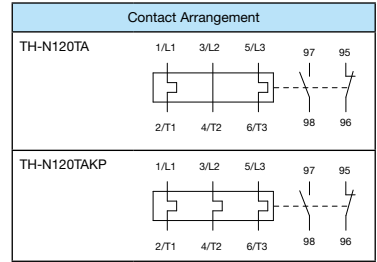 Contact Arrangement
TH-N120TA
1/L1 3/L2 5/L3 97 95
2/T1 4/T2 6/T3 98 96
TH-N120TAKP
1/L1 3/L2 5/L3 97 95
2/T1 4/T2 6/T3 98 96